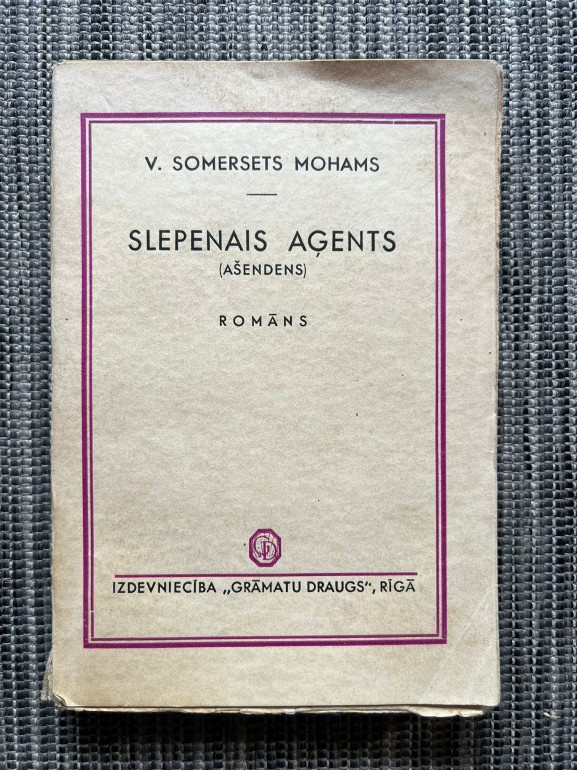 V. SOMERSETS MOHAMS
SLEPENAIS AĢENTS
(AŠENDENS)
ROMĀNS
IZDEVNIECĪBA „GRĀMATU DRAUGS“, RĪGĀ